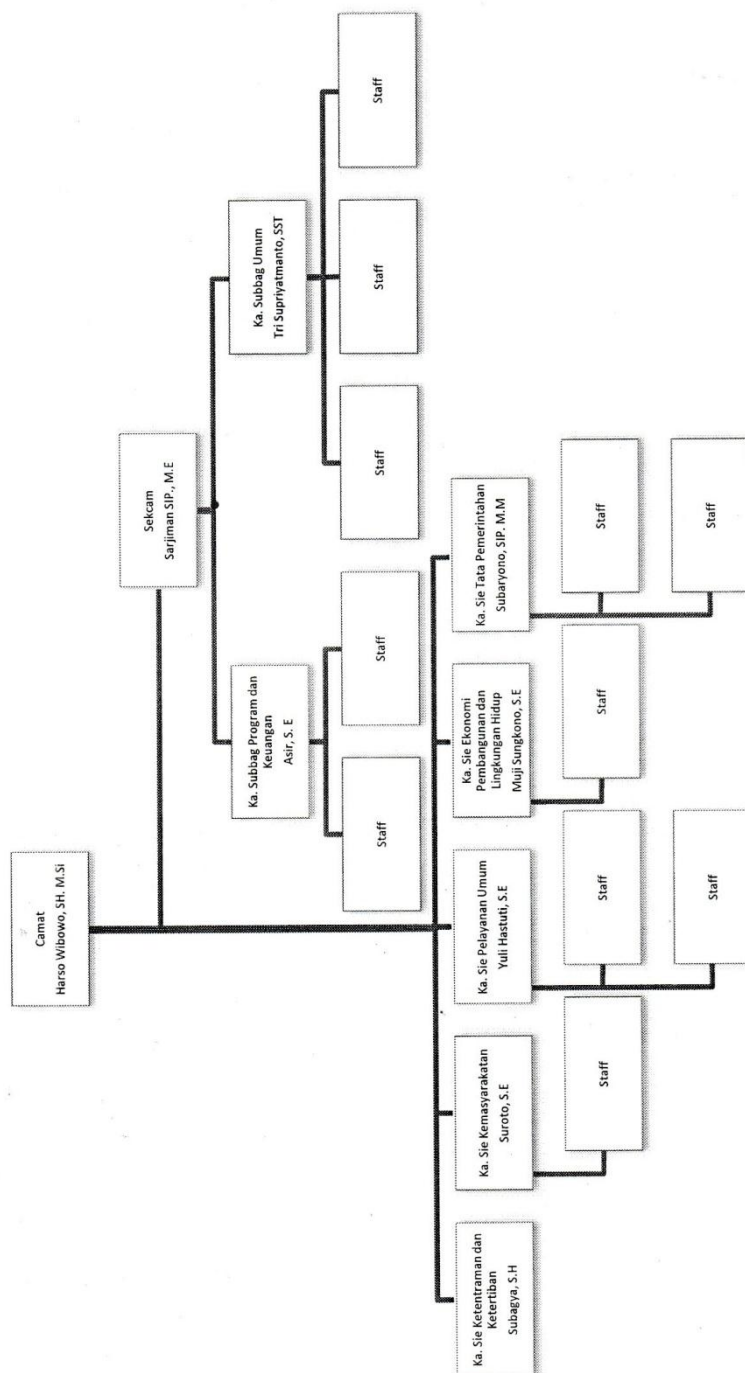 Camat
Harso Wibowo, SH. M.Si
Sekcam
Sarjiman SIP., M.E
Ka. Subbag Program dan
Keuangan
Asir, S. E
Ka. Subbag Umum
Tri Supriyatmanto, SST
Staff
Staff
Staff
Staff
Staff
Ka. Sie Ketentraman dan
Ketertiban
Subagya, S.H
Ka. Sie Kemasyarakatan
Suroto, S.E
Ka. Sie Pelayanan Umum
Yuli Hastuti, S.E
Ka. Sie Ekonomi
Pembangunan dan
Lingkungan Hidup
Muji Sungkono, S.E
Ka. Sie Tata Pemerintahan
Subaryono, SIP. M.M
Staff
Staff
Staff
Staff
Staff
Staff